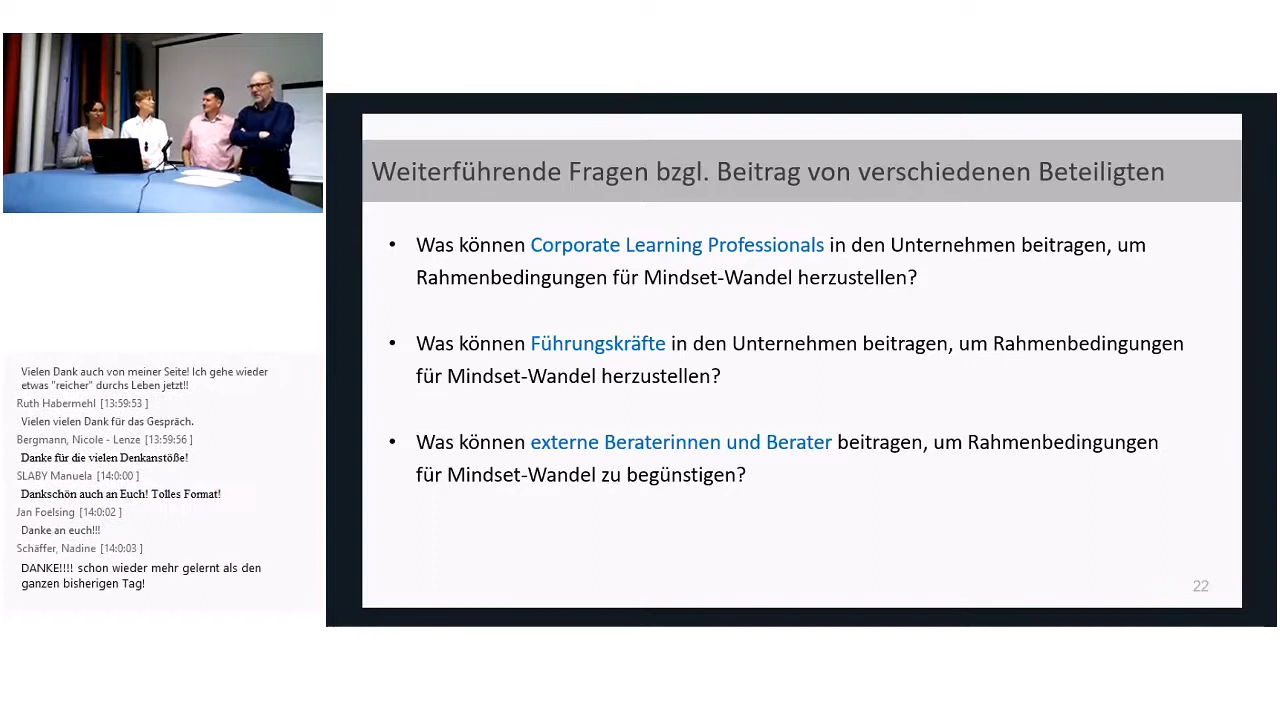 Weiterführende Fragen bzgl. Beitrag von verschiedenen Beteiligten
• Was können Corporate Learning Professionals in den Unternehmen beitragen, um
Rahmenbedingungen für Mindset-Wandel herzustellen?
• Was können Führungskräfte in den Unternehmen beitragen, um Rahmenbedingungen
für Mindset-Wandel herzustellen?
• Was können externe Beraterinnen und Berater beitragen, um Rahmenbedingungen
für Mindset-Wandel zu begünstigen?
22
Vielen Dank auch von meiner Seite! Ich gehe wieder
etwas "reicher" durchs Leben jetzt!!
Ruth Habermehl [13:59:53 ]
Vielen vielen Dank für das Gespräch.
Bergmann, Nicole - Lenze [13:59:56 ]
Danke für die vielen Denkanstöße!
SLABY Manuela [14:0:00 ]
Dankschön auch an Euch! Tolles Format!
Jan Foelsing [14:0:02 ]
Danke an euch!!!
Schäffer, Nadine [14:0:03 ]
DANKE!!!! schon wieder mehr gelernt als den
ganzen bisherigen Tag!